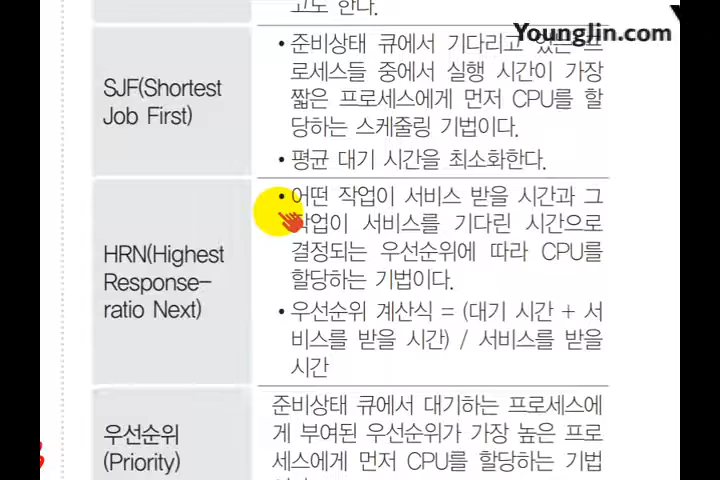 고도 한다.
Younglin.com
SJF(Shortest
Job First)
• 준비상태 큐에서 기다리고 있는 프
로세스들 중에서 실행 시간이 가장
짧은 프로세스에게 먼저 CPU를 할
당하는 스케줄링 기법이다.
• 평균 대기 시간을 최소화한다.
HRN(Highest
Response-
ratio Next)
• 어떤 작업이 서비스 받을 시간과 그
작업이 서비스를 기다린 시간으로
결정되는 우선순위에 따라 CPU를
할당하는 기법이다.
• 우선순위 계산식 = (대기 시간 + 서
비스를 받을 시간) / 서비스를 받을
시간
우선순위
(Priority)
준비상태 큐에서 대기하는 프로세스에
게 부여된 우선순위가 가장 높은 프로
세스에게 먼저 CPU를 할당하는 기법